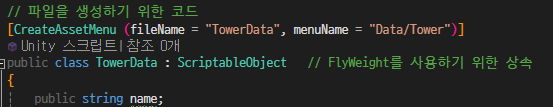 // 파일을 생성하기 위한 코드
[CreateAssetMenu (fileName = "TowerData", menuName = "Data/Tower")]
Unity 스크립트|참조 0개
public class TowerData : ScriptableObject // FlyWeight를 사용하기 위한 상속
{
public string name;